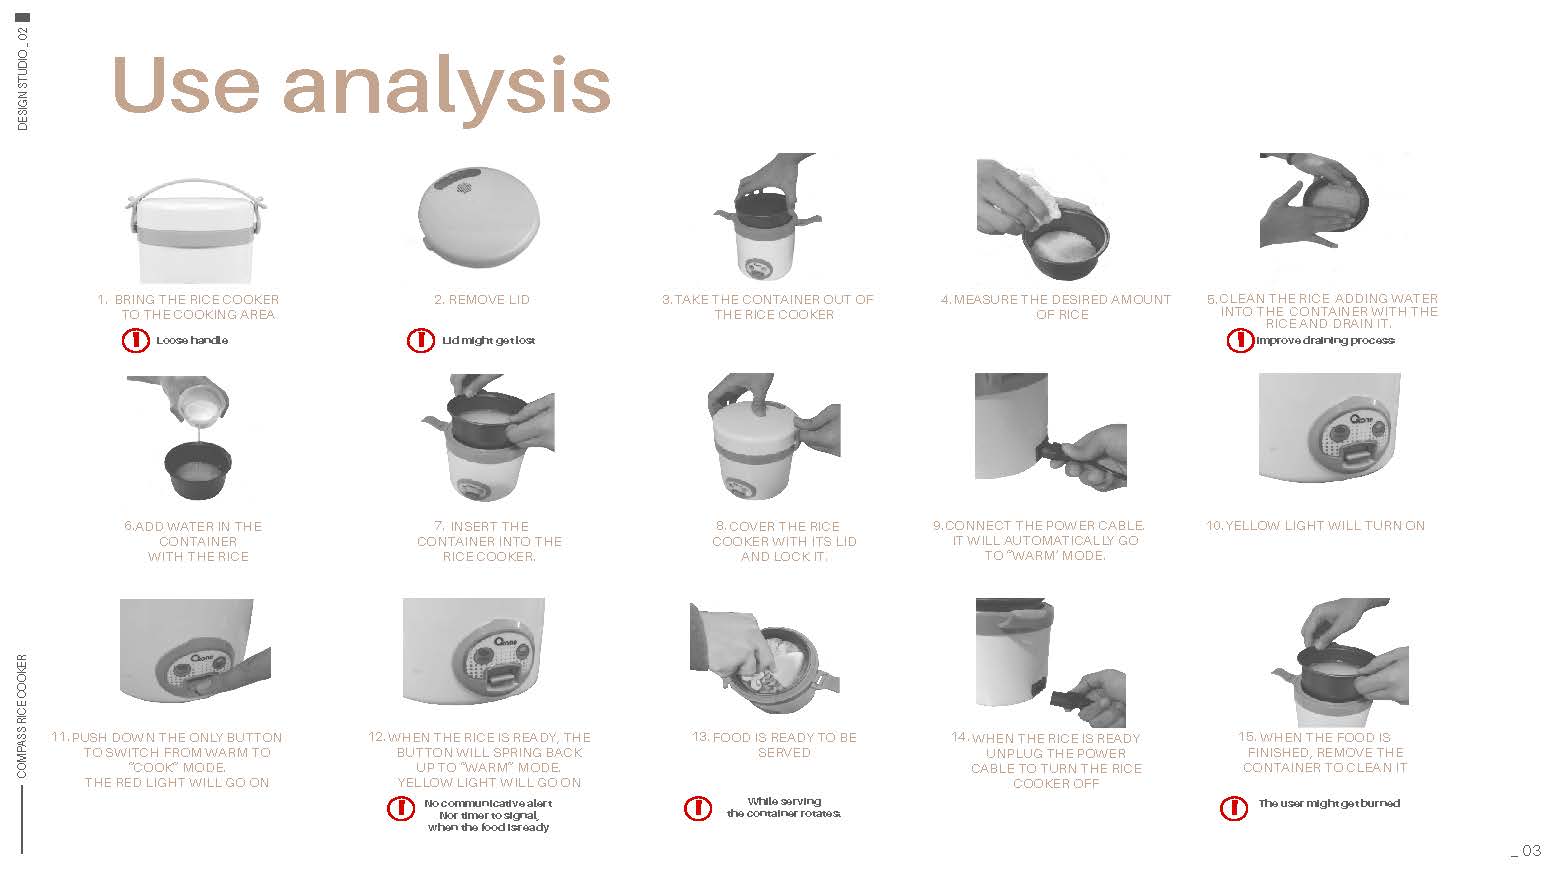 DESIGN STUDIO_ 02
Use analysis
1. BRING THE RICE COOKER
TO THE COOKING AREA
Loose handle
2. REMOVE LID
Lid might get lost
3.TAKE THE CONTAINER OUT OF
THE RICE COOKER
4.MEASURE THE DESIRED AMOUNT
OF RICE
5.CLEAN THE RICE ADDING WATER
INTO THE CONTAINER WITH THE
RICE AND DRAIN IT.
Improve draining process
6.ADD WATER IN THE
CONTAINER
WITH THE RICE
7. INSERT THE
CONTAINER INTO THE
RICE COOKER.
8. COVER THE RICE
COOKER WITH ITS LID
AND LOCK IT.
9.CONNECT THE POWER CABLE.
IT WILL AUTOMATICALLY GO
TO “WARM’ MODE.
Oxone
10.YELLOW LIGHT WILL TURN ON
Oxone
11. PUSH DOWN THE ONLY BUTTON
TO SWITCH FROM WARM TO
“COOK” MODE.
THE RED LIGHT WILL GO ON
Oxone
12. WHEN THE RICE IS READY, THE
BUTTON WILL SPRING BACK
UP TO “WARM” MODE.
YELLOW LIGHT WILL GO ON
No communicative alert
Nor timer to signal,
when the food is ready
13. FOOD IS READY TO BE
SERVED
While serving
the container rotates.
14. WHEN THE RICE IS READY
UNPLUG THE POWER
CABLE TO TURN THE RICE
COOKER OFF
15. WHEN THE FOOD IS
FINISHED, REMOVE THE
CONTAINER TO CLEAN IT
The user might get burned
COMPASS RICE COOKER
_ 03